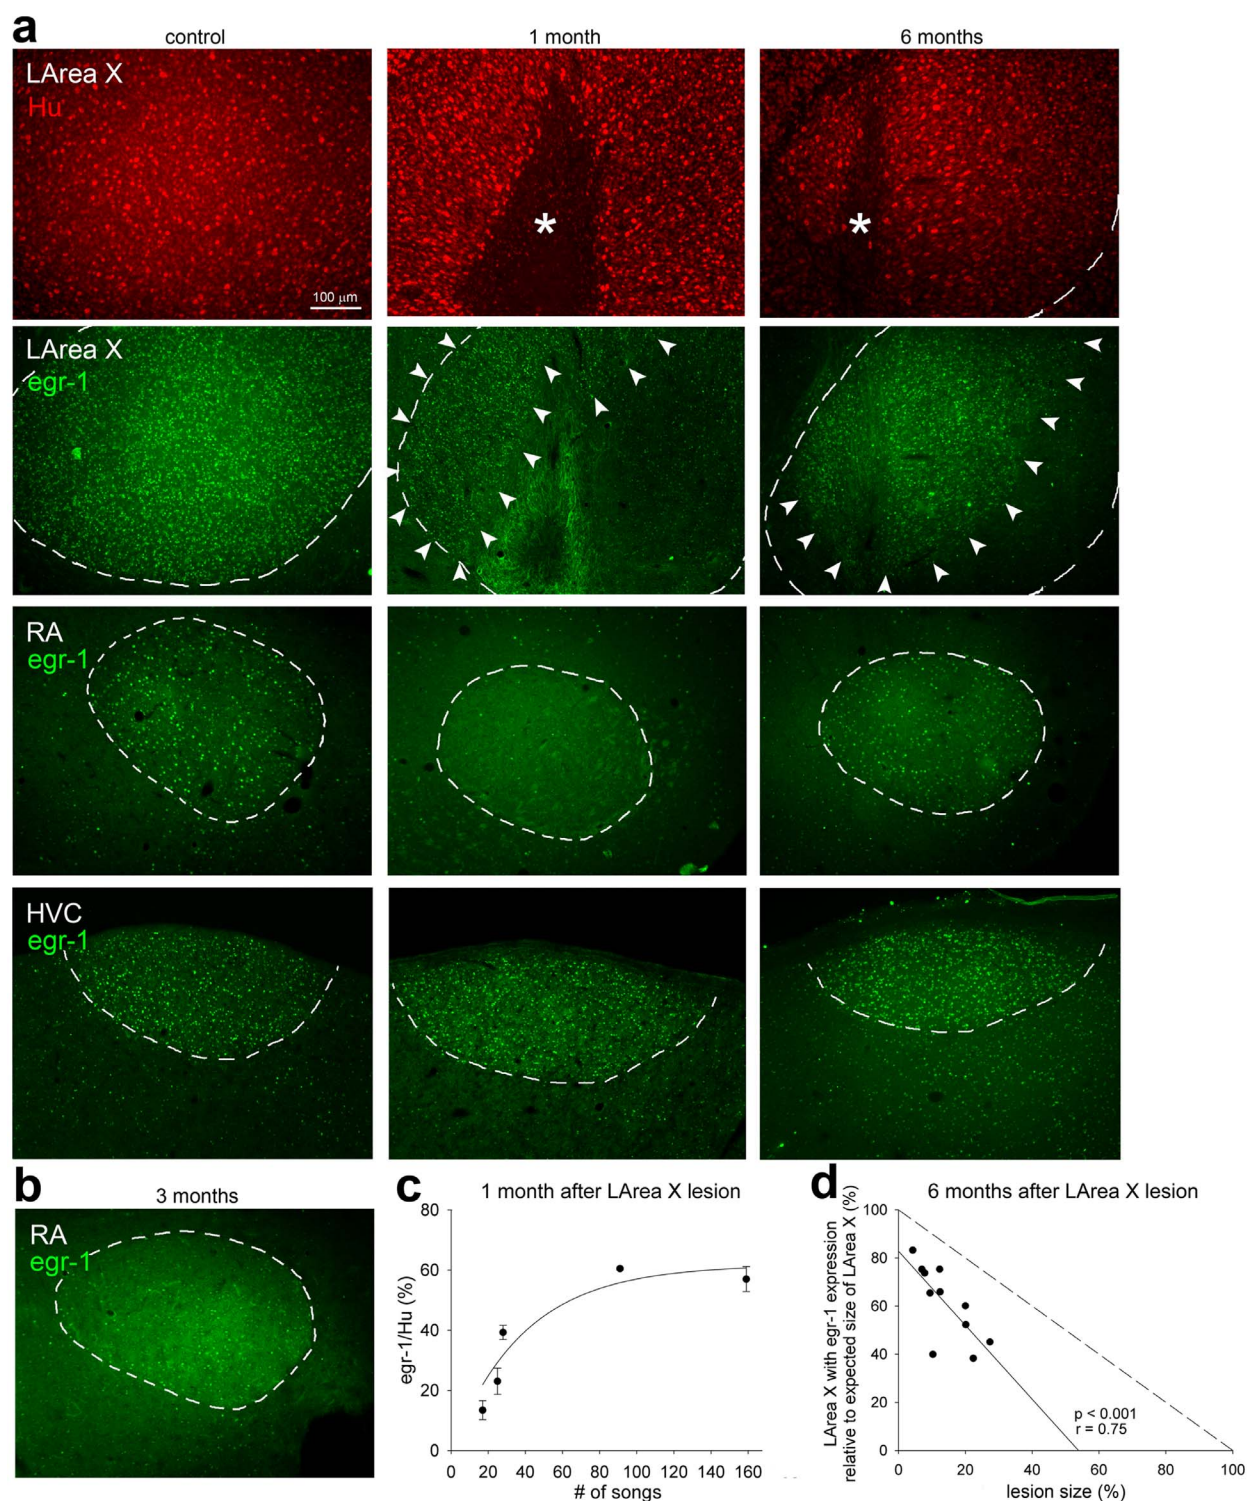 a
control
1 month
6 months
LArea X
Hu
*
*
100 μm
LArea X
egr-1
RA
egr-1
HVC
egr-1
b
3 months
RA
egr-1
c
1 month after LArea X lesion
egr-1/Hu (%)
80
60
40
20
0
0 20 40 60 80 100 120 140 160
# of songs
d
6 months after LArea X lesion
LArea X with egr-1 expression
relative to expected size of LArea X (%)
100
80
60
40
20
0
p < 0.001
r = 0.75
0 20 40 60 80 100
lesion size (%)